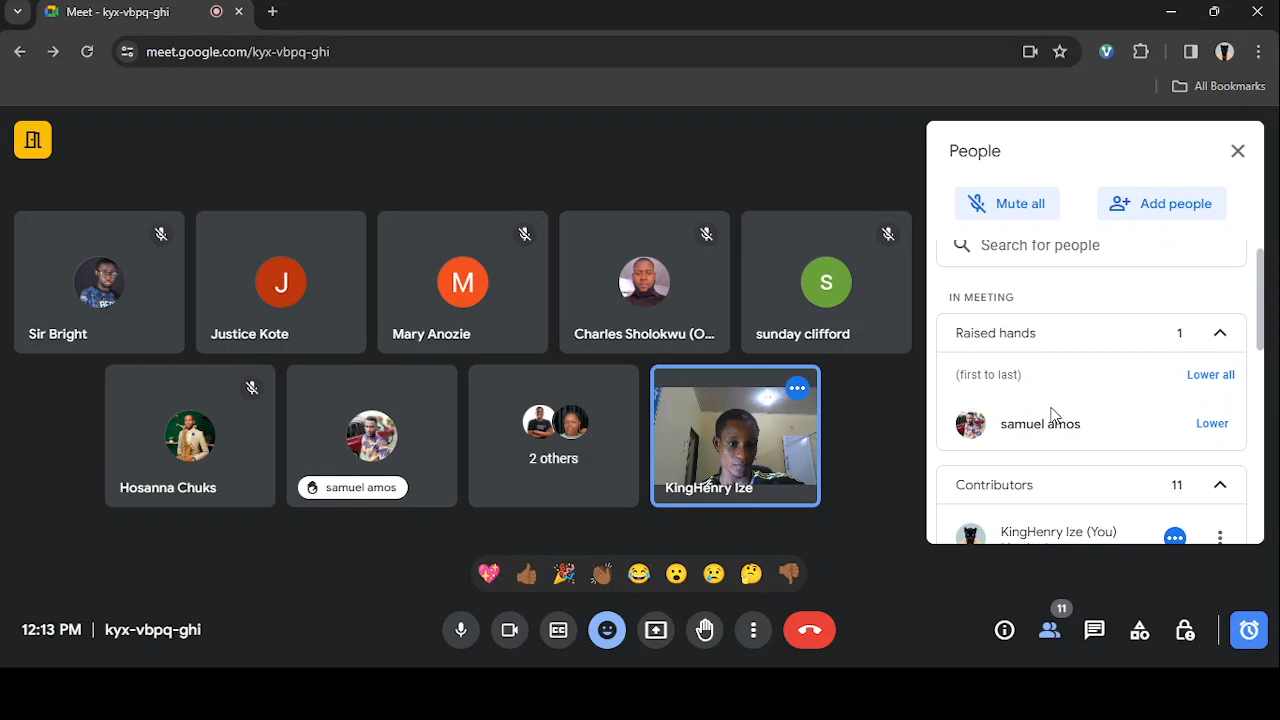 Meet - kyx-vbpq-ghi
meet.google.com/kyx-vbpq-ghi
All Bookmarks
People
Mute all
Add people
Search for people
IN MEETING
Raised hands 1
(first to last) Lower all
samuel amos Lower
Contributors 11
KingHenry Ize (You)
Sir Bright
J
Justice Kote
M
Mary Anozie
Charles Sholokwu (O...
s
sunday clifford
Hosanna Chuks
samuel amos
2 others
KingHenry Ize
12:13 PM kyx-vbpq-ghi
11